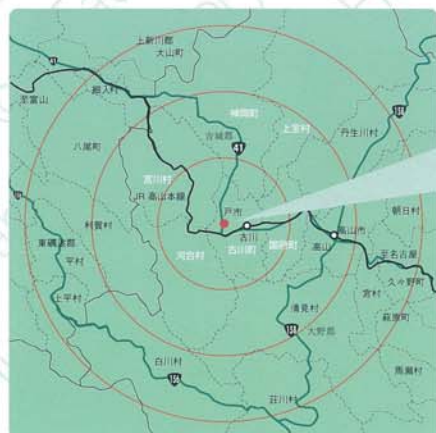 上新川郡
大山町
41
細入村
至富山
神岡町
158
吉城郡
上宝村
丹生川村
41
八尾町
宮川村
JR 高山本線
戸市
朝日村
利賀村
古川
高山市
高山
至名古屋
東礪波郡
河合村
古川町
国府町
平村
久々野町
宮村
清見村
萩原町
上平村
158
大野郡
白川村
馬瀬村
156
荘川村